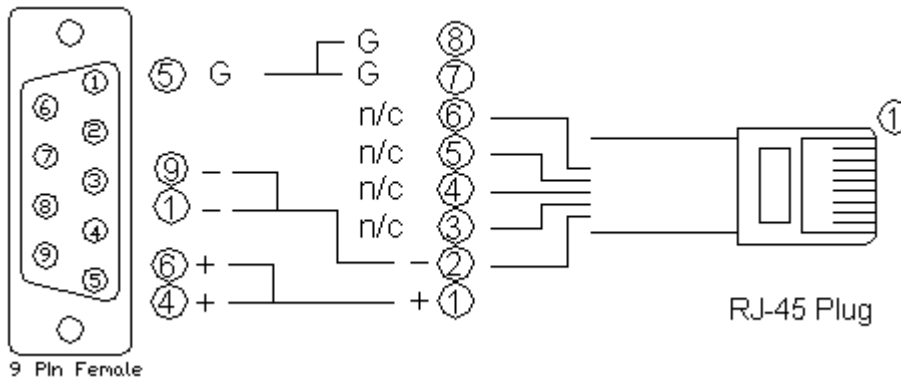 G ⑧
① ⑤ G G ⑦
⑥ n/c ⑥ ①
② n/c ⑤
⑦ ⑨ − n/c ④
③ ① − n/c ③
⑧ − ②
④ ⑥ +
⑨ ④ + + ①
⑤
RJ-45 Plug
9 Pin Female